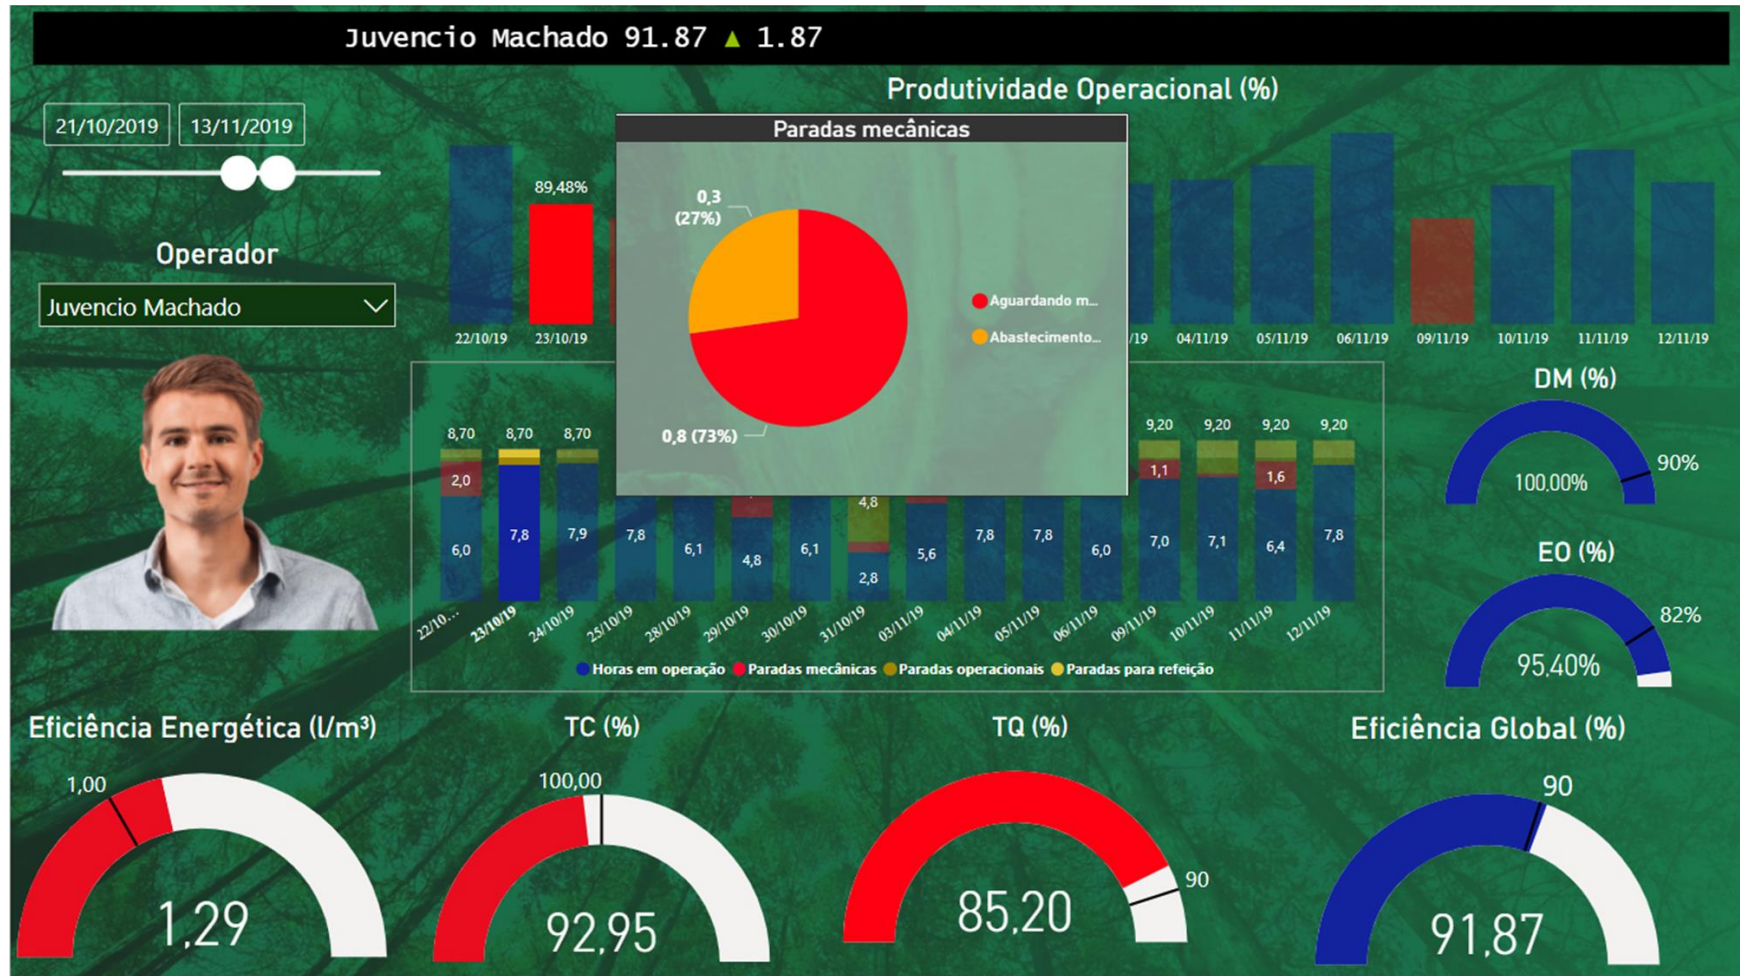 Juvencio Machado 91.87 ▲ 1.87
Produtividade Operacional (%)
21/10/2019 13/11/2019
Operador
Juvencio Machado
89,48%
22/10/19 23/10/19 /19 04/11/19 05/11/19 06/11/19 09/11/19 10/11/19 11/11/19 12/11/19
Paradas mecânicas
0,3
(27%)
0,8 (73%)
Aguardando m...
Abastecimento...
8,70 8,70 8,70 9,20 9,20 9,20 9,20
2,0 4,8 1,1 1,6
6,0 7,8 7,9 7,8 6,1 4,8 6,1 2,8 5,6 7,8 7,8 6,0 7,0 7,1 6,4 7,8
22/10... 23/10/19 24/10/19 25/10/19 28/10/19 29/10/19 30/10/19 31/10/19 03/11/19 04/11/19 05/11/19 06/11/19 09/11/19 10/11/19 11/11/19 12/11/19
Horas em operação Paradas mecânicas Paradas operacionais Paradas para refeição
DM (%)
90%
100,00%
EO (%)
82%
95,40%
Eficiência Energética (l/m³)
1,00
1,29
TC (%)
100,00
92,95
TQ (%)
90
85,20
Eficiência Global (%)
90
91,87